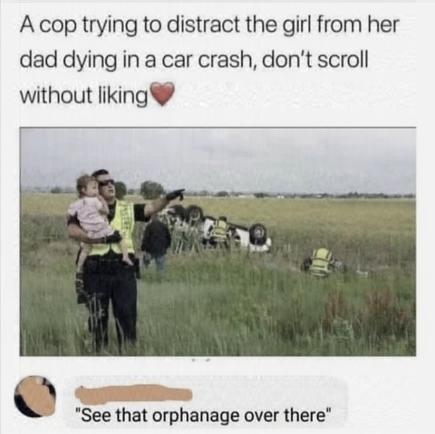 A cop trying to distract the girl from her
dad dying in a car crash, don't scroll
without liking❤️
"See that orphanage over there"